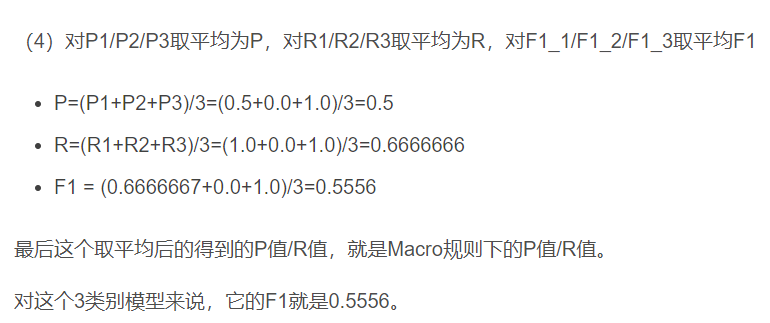 （4）对P1/P2/P3取平均为P，对R1/R2/R3取平均为R，对F1_1/F1_2/F1_3取平均F1
• P=(P1+P2+P3)/3=(0.5+0.0+1.0)/3=0.5
• R=(R1+R2+R3)/3=(1.0+0.0+1.0)/3=0.6666666
• F1 = (0.6666667+0.0+1.0)/3=0.5556
最后这个取平均后的得到的P值/R值，就是Macro规则下的P值/R值。
对这个3类别模型来说，它的F1就是0.5556。